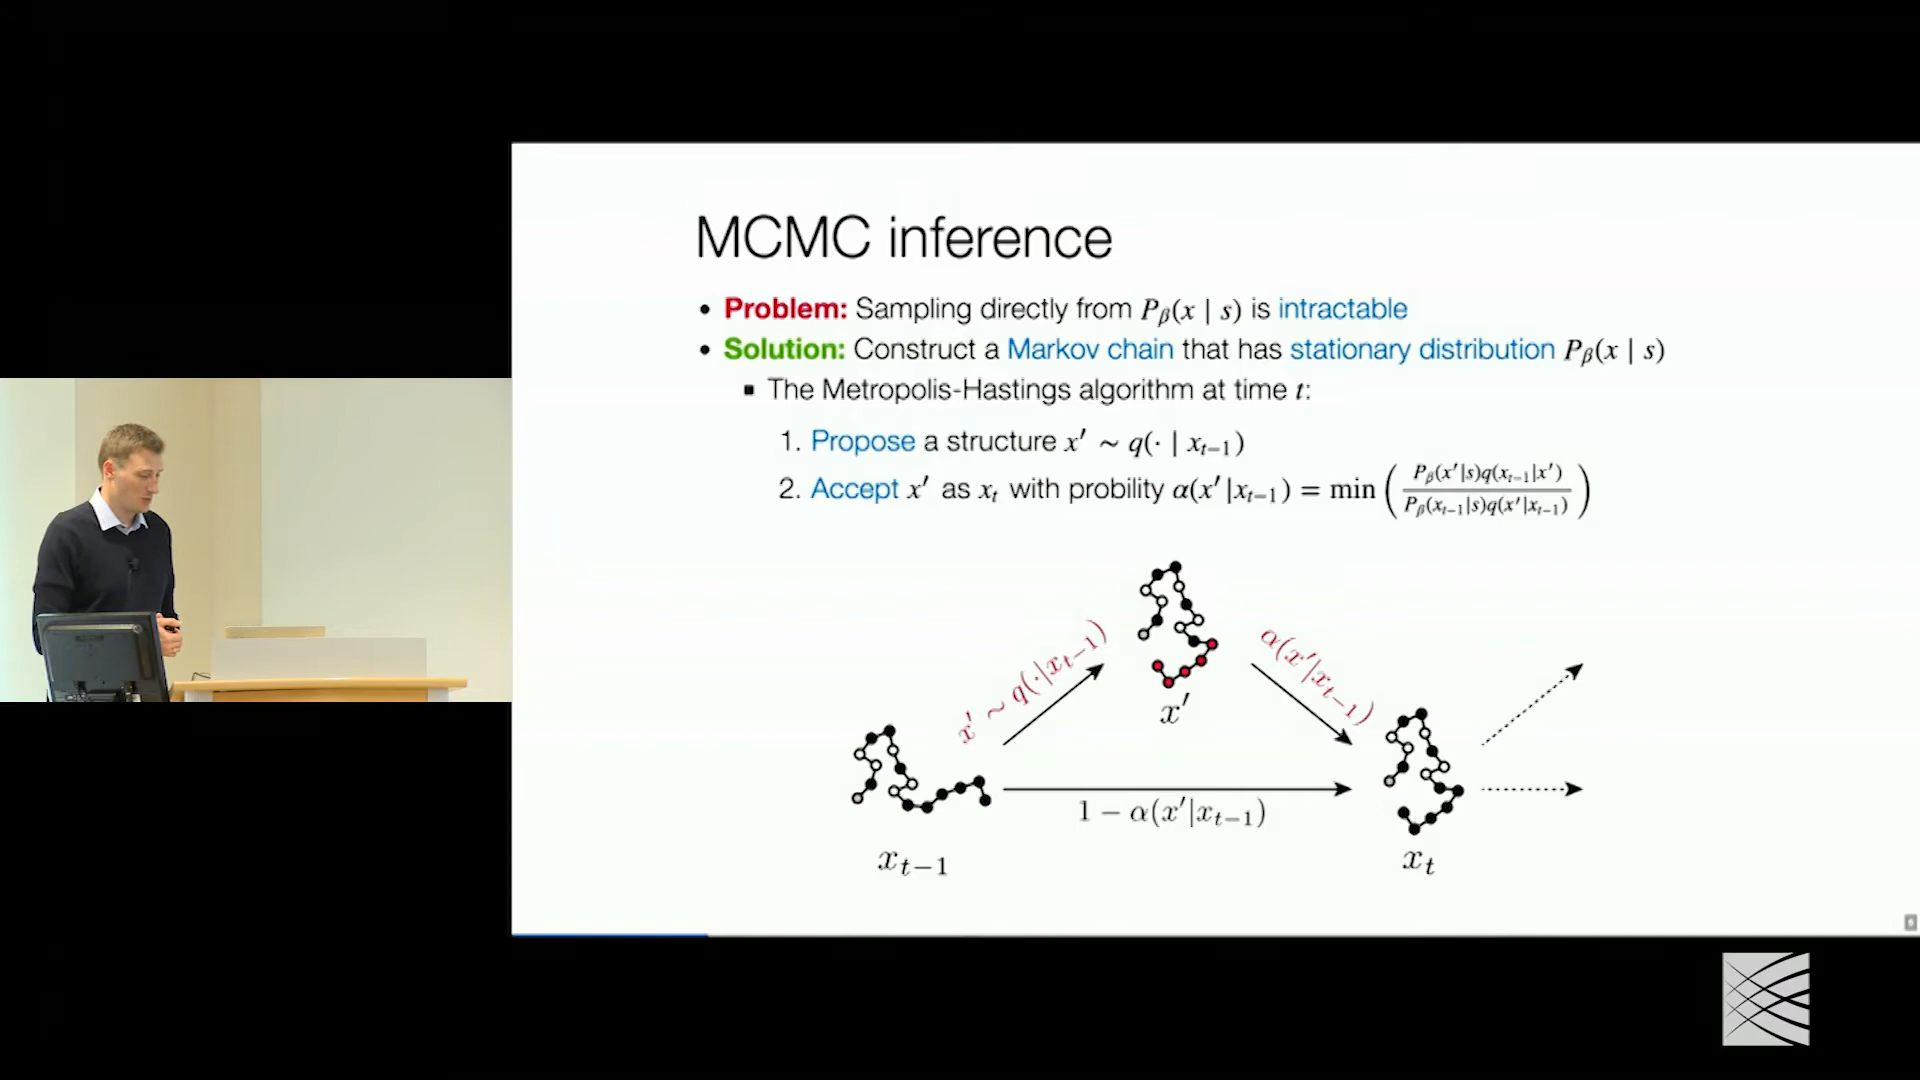 MCMC inference
• Problem: Sampling directly from Pβ(x | s) is intractable
• Solution: Construct a Markov chain that has stationary distribution Pβ(x | s)
▪ The Metropolis-Hastings algorithm at time t:
1. Propose a structure x′ ~ q(· | xₜ₋₁)
2. Accept x′ as xₜ with probility α(x′|xₜ₋₁) = min ( Pβ(x′|s)q(xₜ₋₁|x′) / Pβ(xₜ₋₁|s)q(x′|xₜ₋₁) )
x′ ~ q(·|xₜ₋₁)
α(x′|xₜ₋₁)
x′
1 − α(x′|xₜ₋₁)
xₜ₋₁
xₜ